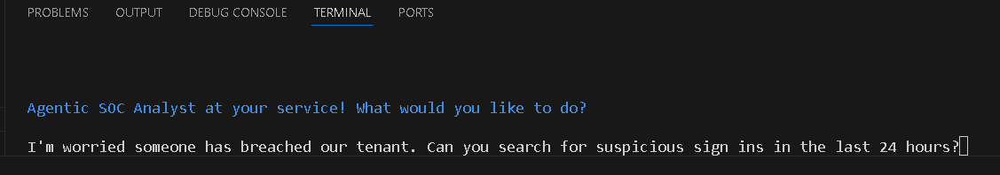 PROBLEMS OUTPUT DEBUG CONSOLE TERMINAL PORTS
Agentic SOC Analyst at your service! What would you like to do?
I'm worried someone has breached our tenant. Can you search for suspicious sign ins in the last 24 hours?